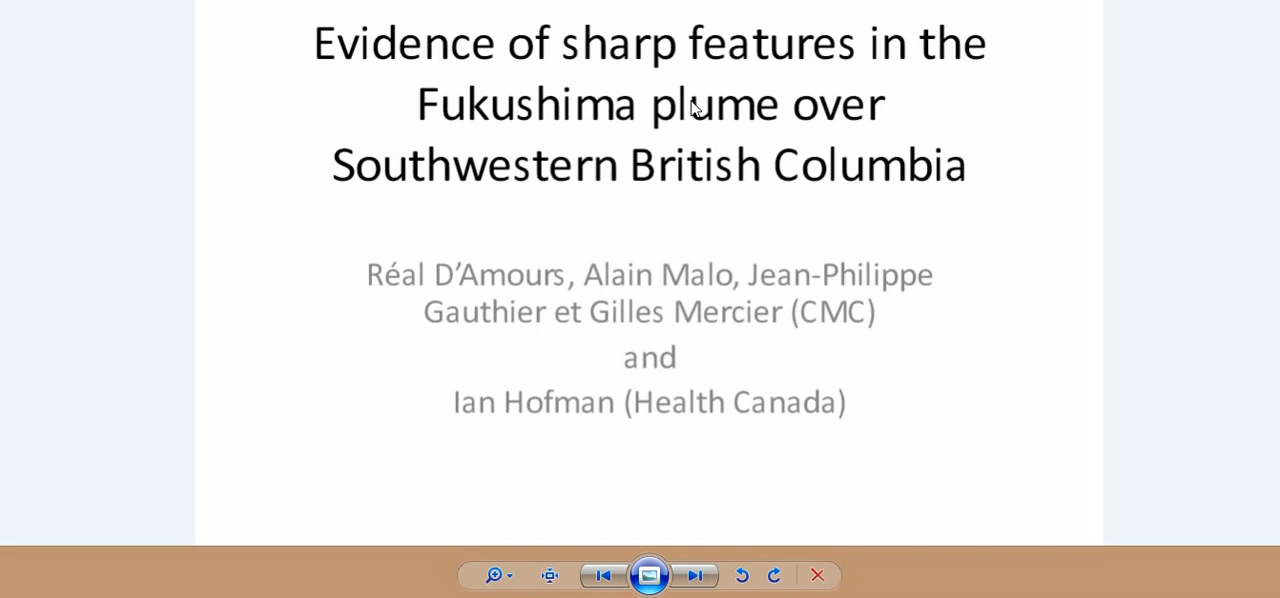 Evidence of sharp features in the
Fukushima plume over
Southwestern British Columbia
Réal D’Amours, Alain Malo, Jean-Philippe
Gauthier et Gilles Mercier (CMC)
and
Ian Hofman (Health Canada)